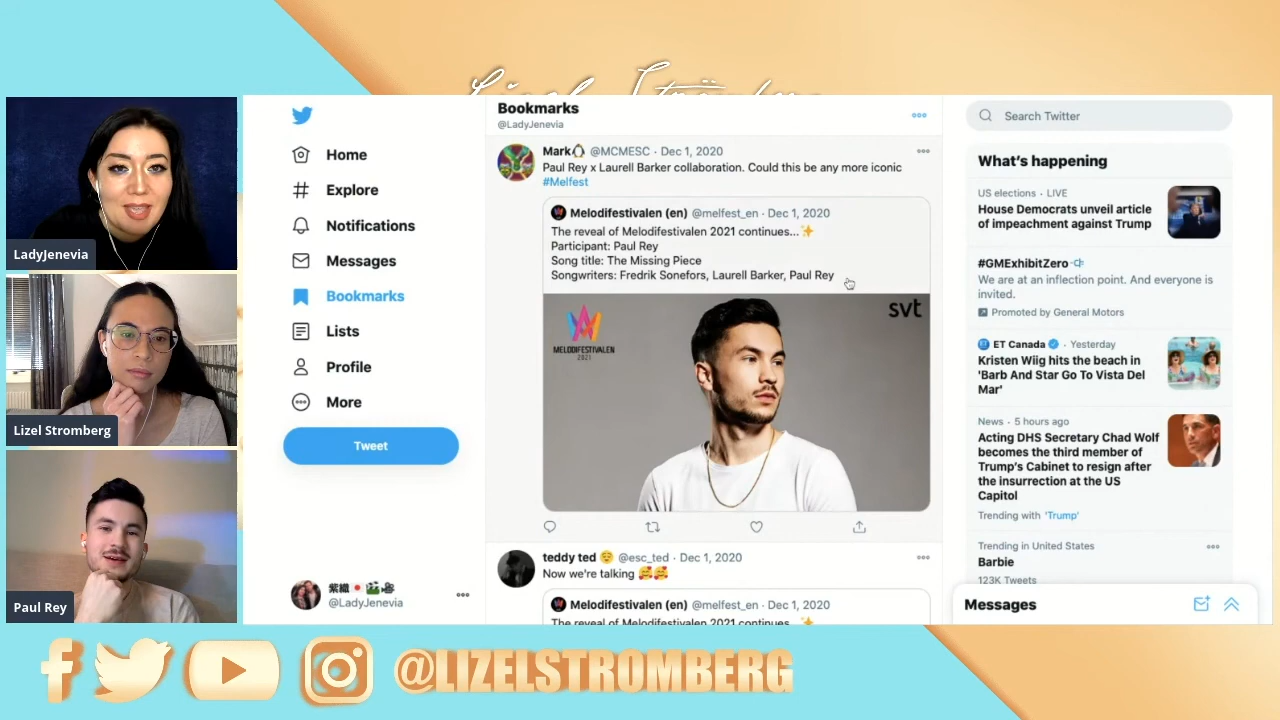 LadyJenevia
Lizel Stromberg
Paul Rey
Home
Explore
Notifications
Messages
Bookmarks
Lists
Profile
More
Tweet
紫織🇯🇵🎬🎥
@LadyJenevia
Bookmarks
@LadyJenevia
Mark🐧 @MCMESC · Dec 1, 2020
Paul Rey x Laurell Barker collaboration. Could this be any more iconic
#Melfest
Melodifestivalen (en) @melfest_en · Dec 1, 2020
The reveal of Melodifestivalen 2021 continues...✨
Participant: Paul Rey
Song title: The Missing Piece
Songwriters: Fredrik Sonefors, Laurell Barker, Paul Rey
svt
MELODIFESTIVALEN
2021
teddy ted 😌 @esc_ted · Dec 1, 2020
Now we're talking 🥰🥰
Melodifestivalen (en) @melfest_en · Dec 1, 2020
The reveal of Melodifestivalen 2021 continues...✨
Search Twitter
What's happening
US elections · LIVE
House Democrats unveil article
of impeachment against Trump
#GMExhibitZero
We are at an inflection point. And everyone is
invited.
Promoted by General Motors
ET Canada · Yesterday
Kristen Wiig hits the beach in
'Barb And Star Go To Vista Del
Mar'
News · 5 hours ago
Acting DHS Secretary Chad Wolf
becomes the third member of
Trump's Cabinet to resign after
the insurrection at the US
Capitol
Trending with 'Trump'
Trending in United States
Barbie
123K Tweets
Messages
@LIZELSTROMBERG